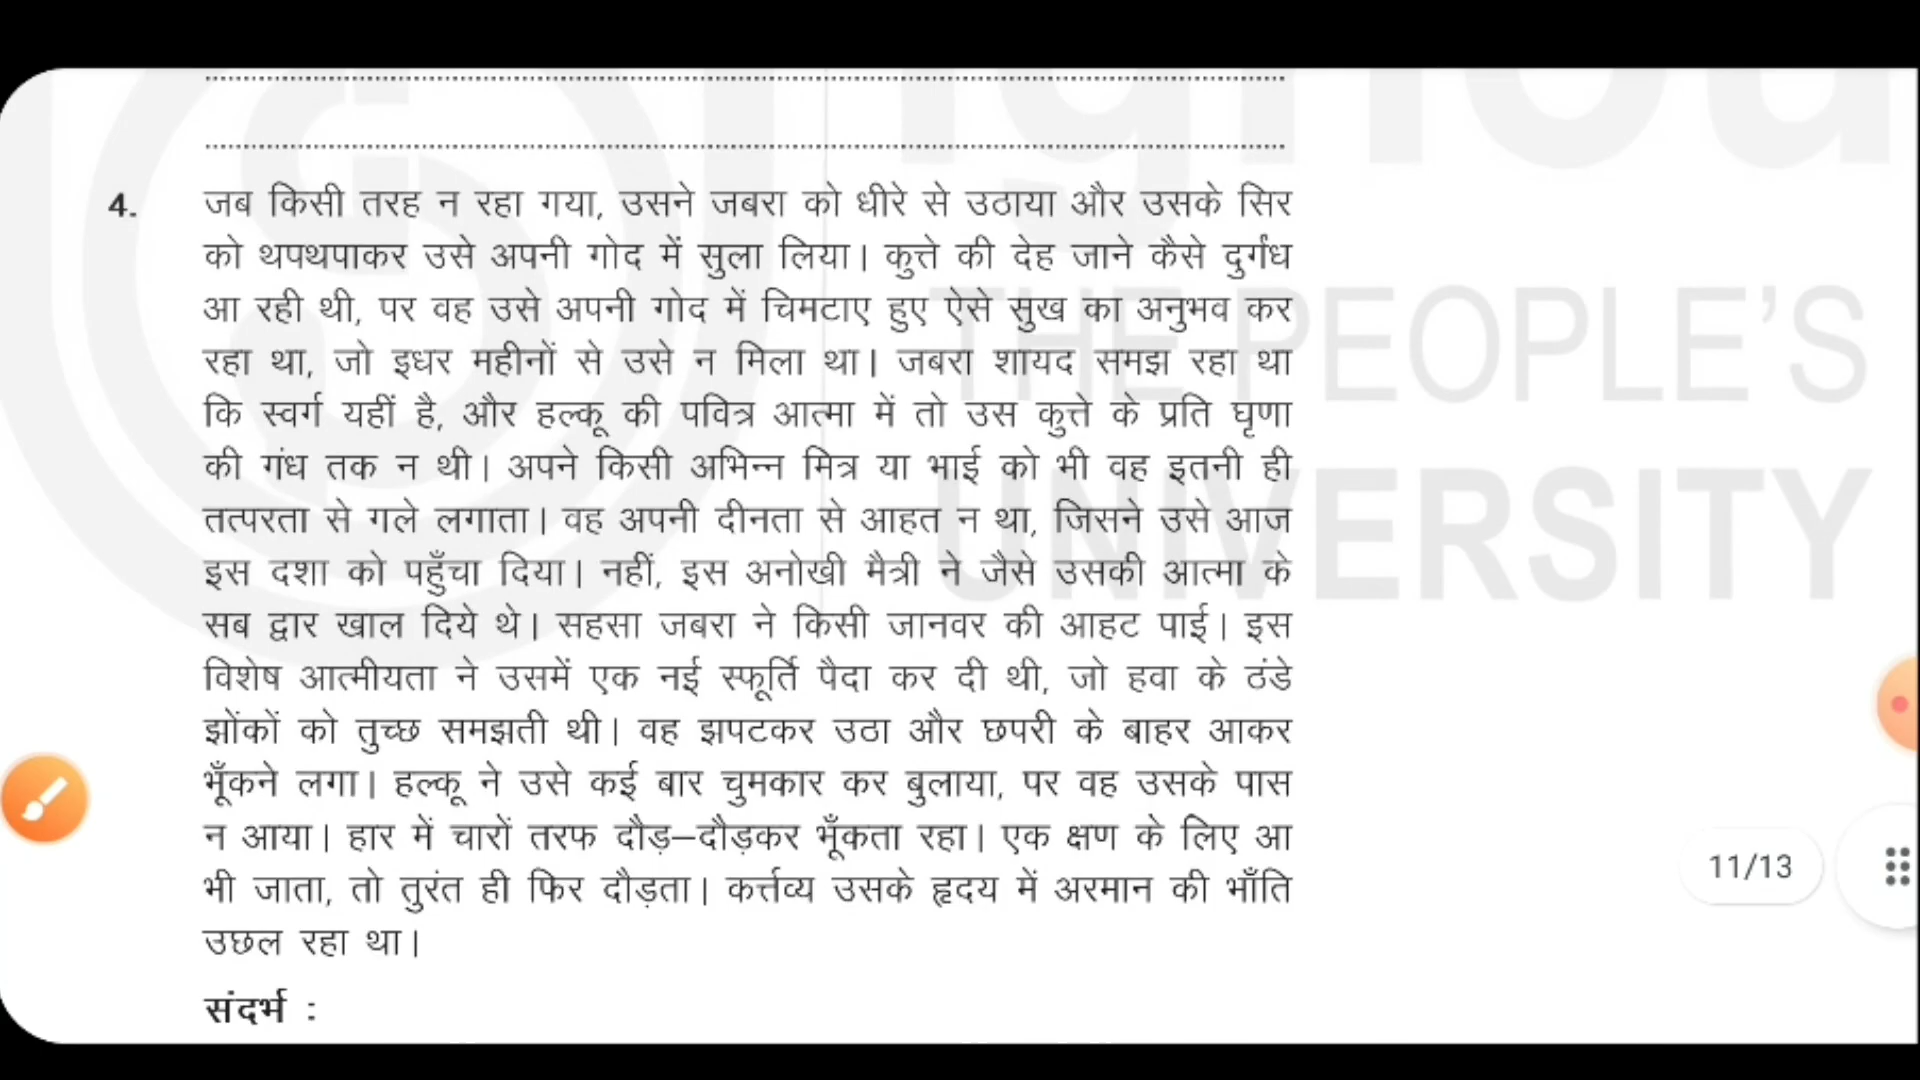 ignou
4. जब किसी तरह न रहा गया, उसने जबरा को धीरे से उठाया और उसके सिर
को थपथपाकर उसे अपनी गोद में सुला लिया। कुत्ते की देह जाने कैसे दुर्गंध
आ रही थी, पर वह उसे अपनी गोद में चिमटाए हुए ऐसे सुख का अनुभव कर
THE PEOPLE'S
रहा था, जो इधर महीनों से उसे न मिला था। जबरा शायद समझ रहा था
कि स्वर्ग यहीं है, और हल्कू की पवित्र आत्मा में तो उस कुत्ते के प्रति घृणा
की गंध तक न थी। अपने किसी अभिन्न मित्र या भाई को भी वह इतनी ही
तत्परता से गले लगाता। वह अपनी दीनता से आहत न था, जिसने उसे आज
UNIVERSITY
इस दशा को पहुँचा दिया। नहीं, इस अनोखी मैत्री ने जैसे उसकी आत्मा के
सब द्वार खाल दिये थे। सहसा जबरा ने किसी जानवर की आहट पाई। इस
विशेष आत्मीयता ने उसमें एक नई स्फूर्ति पैदा कर दी थी, जो हवा के ठंडे
झोंकों को तुच्छ समझती थी। वह झपटकर उठा और छपरी के बाहर आकर
भूँकने लगा। हल्कू ने उसे कई बार चुमकार कर बुलाया, पर वह उसके पास
न आया। हार में चारों तरफ दौड़–दौड़कर भूँकता रहा। एक क्षण के लिए आ
भी जाता, तो तुरंत ही फिर दौड़ता। कर्त्तव्य उसके हृदय में अरमान की भाँति
उछल रहा था।
11/13
संदर्भ :